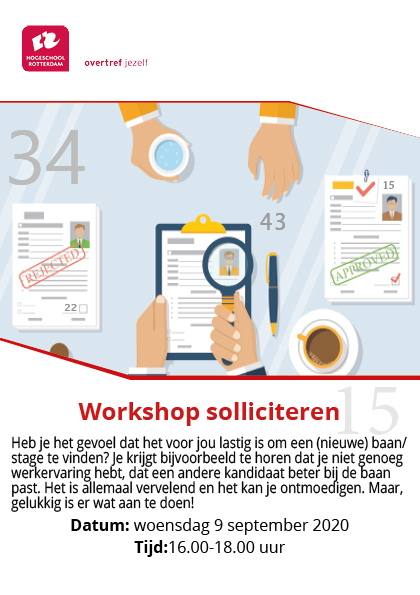 HOGESCHOOL
ROTTERDAM
overtref jezelf
34
43
15
REJECTED
APPROVED
22
15
Workshop solliciteren
Heb je het gevoel dat het voor jou lastig is om een (nieuwe) baan/
stage te vinden? Je krijgt bijvoorbeeld te horen dat je niet genoeg
werkervaring hebt, dat een andere kandidaat beter bij de baan
past. Het is allemaal vervelend en het kan je ontmoedigen. Maar,
gelukkig is er wat aan te doen!
Datum: woensdag 9 september 2020
Tijd:16.00-18.00 uur